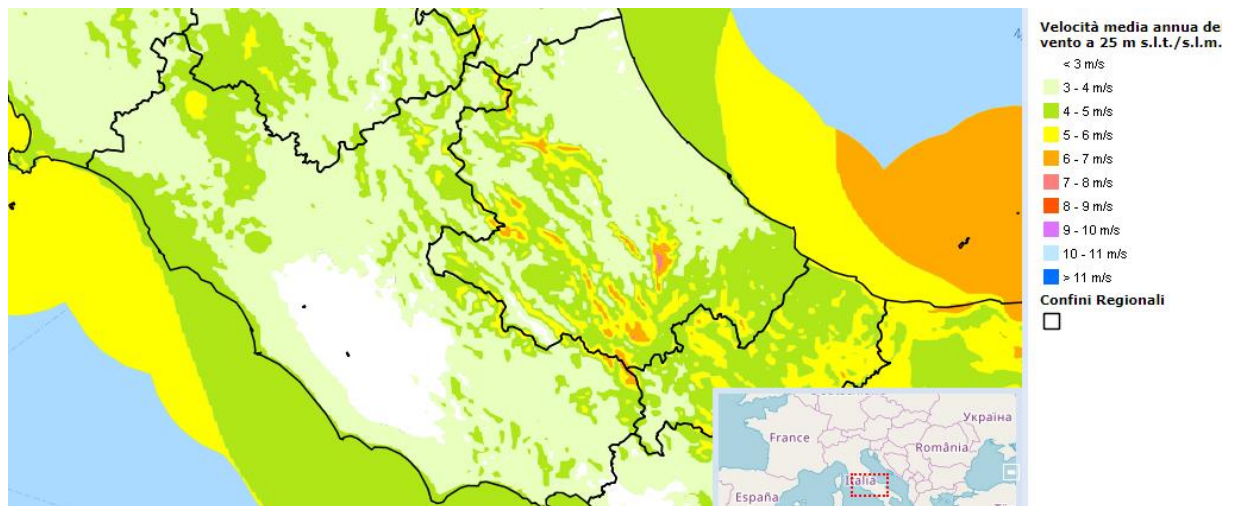 Velocità media annua de
vento a 25 m s.l.t./s.l.m.
< 3 m/s
3 - 4 m/s
4 - 5 m/s
5 - 6 m/s
6 - 7 m/s
7 - 8 m/s
8 - 9 m/s
9 - 10 m/s
10 - 11 m/s
> 11 m/s
Confini Regionali
Україна
France
România
Italia
España